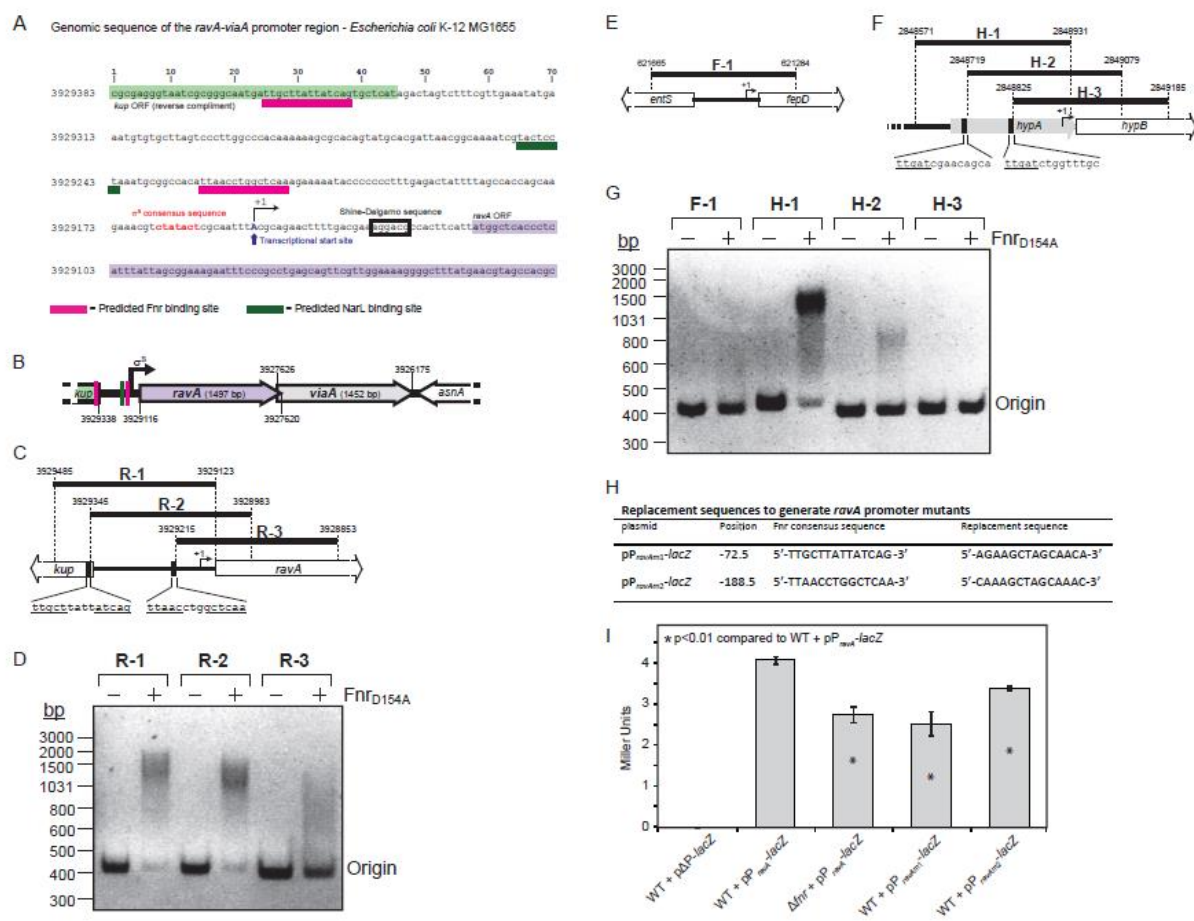 A
Genomic sequence of the ravA-viaA promoter region - Escherichia coli K-12 MG1655
1 10 20 30 40 50 60 70
3929383 cgcgagggtaatcgcgggcaatgattgcttattatcagtgctcatagactagtctttcgttgaaatatga
kup ORF (reverse compliment)
3929313 aatgtgtgcttagtcccttggcccacaaaaaagcgcacagtatgcacgattaacggcaaaatcgtactcc
3929243 taaatgcggccacattaacctggctcaaagaaaaatacccccccctttgagactattttagccaccagcaa
σˢ consensus sequence
+1
Shine-Dalgarno sequence
ravA ORF
3929173 gaaacgtctatactcgcaatttAcgcagaacttttgacgaaaggacgccacttcattatggctcaccctc
Transcriptional start site
3929103 atttattagcggaaagaatttcccgcctgagcagttcgttggaaaaggggctttatgaacgtagccacgc
- Predicted Fnr binding site
- Predicted NarL binding site
B
σˢ
kup
ravA (1497 bp)
viaA (1452 bp)
asnA
3927626
3926175
3929338
3929116
3927620
C
3929485 R-1 3929123
3929345 R-2 3928983
3929215 R-3 3928853
+1
kup
ravA
ttgcttattatcag
ttaacctggctcaa
D
R-1 R-2 R-3
− + − + − + FnrD154A
bp
3000
2000
1500
1031
800
600
500
400
300
200
Origin
E
621665 F-1 621284
+1
entS
fepD
F
2848571 H-1 2848931
2848719 H-2 2849079
2848825 H-3 2849185
+1
hypA
hypB
ttgatcgaacagca
ttgatctggtttgc
G
F-1 H-1 H-2 H-3
− + − + − + − + FnrD154A
bp
3000
2000
1500
1031
800
600
500
400
300
Origin
H
Replacement sequences to generate ravA promoter mutants
plasmid Position Fnr consensus sequence Replacement sequence
pPravAm1-lacZ -72.5 5′-TTGCTTATTATCAG-3′ 5′-AGAAGCTAGCAACA-3′
pPravAm2-lacZ -188.5 5′-TTAACCTGGCTCAA-3′ 5′-CAAAGCTAGCAAAC-3′
I
* p<0.01 compared to WT + pPravA-lacZ
Miller Units
4
3
2
1
0
* * *
WT + pΔP-lacZ
WT + pPravA-lacZ
Δfnr + pPravA-lacZ
WT + pPravAm1-lacZ
WT + pPravAm2-lacZ